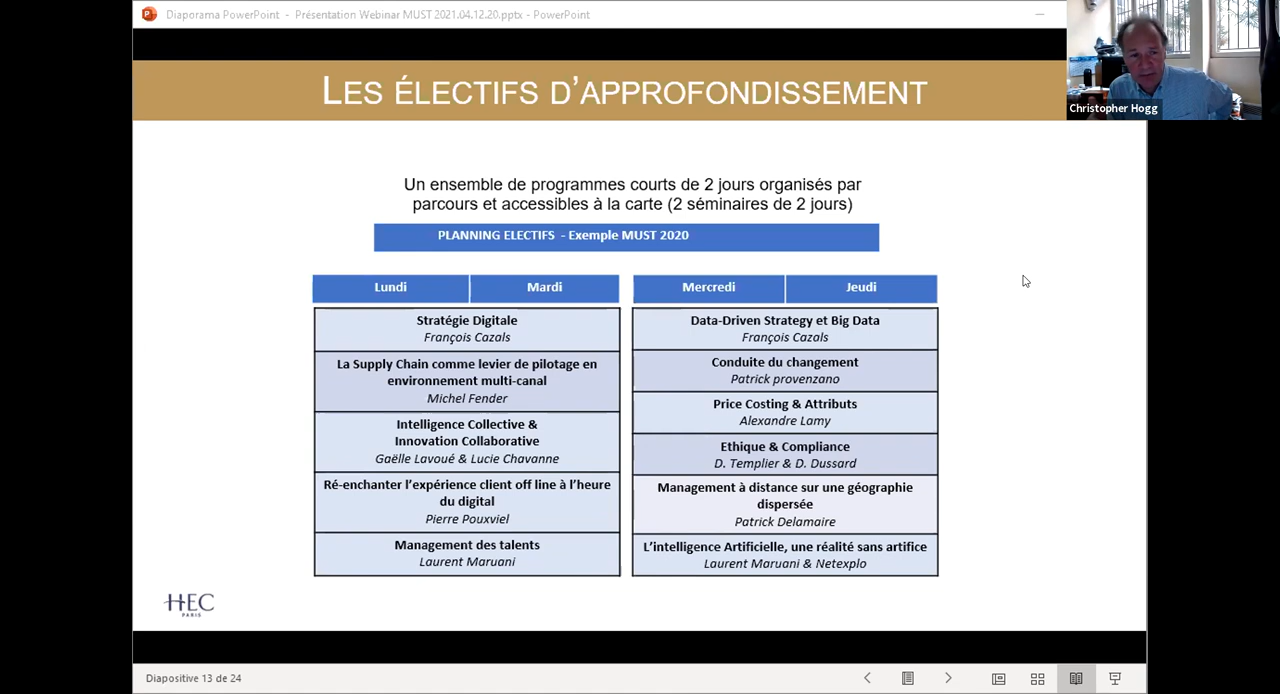 Diaporama PowerPoint - Présentation Webinar MUST 2021.04.12.20.pptx - PowerPoint
Christopher Hogg
LES ÉLECTIFS D’APPROFONDISSEMENT
Un ensemble de programmes courts de 2 jours organisés par
parcours et accessibles à la carte (2 séminaires de 2 jours)
PLANNING ELECTIFS - Exemple MUST 2020
Lundi
Mardi
Stratégie Digitale
François Cazals
La Supply Chain comme levier de pilotage en
environnement multi-canal
Michel Fender
Intelligence Collective &
Innovation Collaborative
Gaëlle Lavoué & Lucie Chavanne
Ré-enchanter l’expérience client off line à l’heure
du digital
Pierre Pouxviel
Management des talents
Laurent Maruani
Mercredi
Jeudi
Data-Driven Strategy et Big Data
François Cazals
Conduite du changement
Patrick provenzano
Price Costing & Attributs
Alexandre Lamy
Ethique & Compliance
D. Templier & D. Dussard
Management à distance sur une géographie
dispersée
Patrick Delamaire
L’intelligence Artificielle, une réalité sans artifice
Laurent Maruani & Netexplo
HEC
PARIS
Diapositive 13 de 24